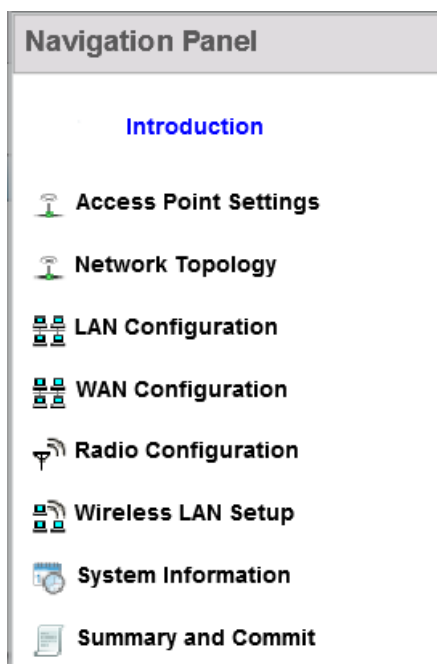 Navigation Panel
Introduction
Access Point Settings
Network Topology
LAN Configuration
WAN Configuration
Radio Configuration
Wireless LAN Setup
System Information
Summary and Commit